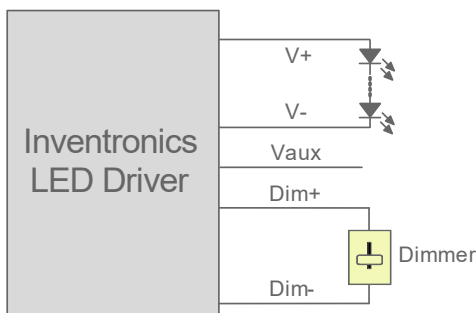 V+
V-
Inventronics
LED Driver
Vaux
Dim+
Dimmer
Dim-